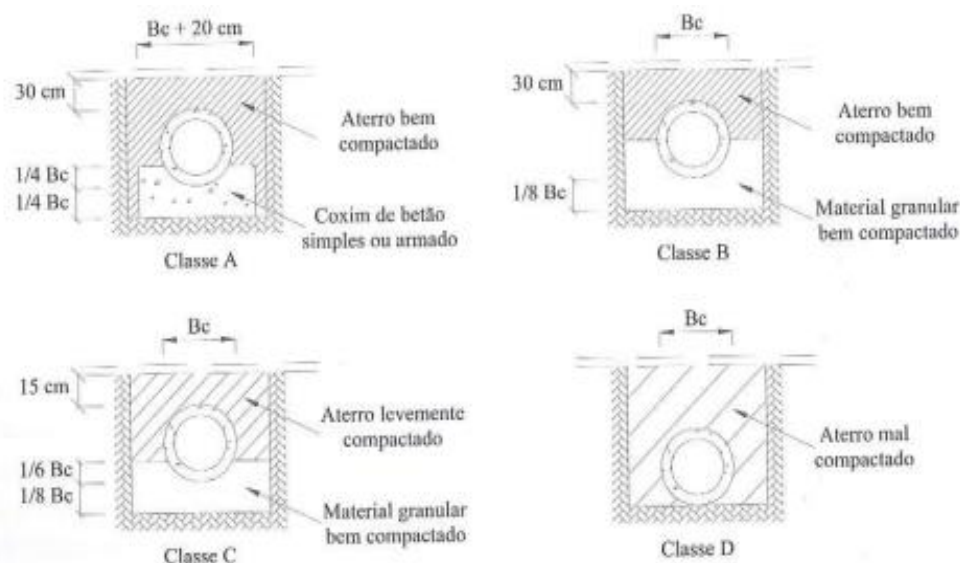 Bc + 20 cm
30 cm
Aterro bem
compactado
1/4 Bc
1/4 Bc
Coxim de betão
simples ou armado
Classe A
Bc
30 cm
Aterro bem
compactado
1/8 Bc
Material granular
bem compactado
Classe B
Bc
15 cm
Aterro levemente
compactado
1/6 Bc
1/8 Bc
Material granular
bem compactado
Classe C
Bc
Aterro mal
compactado
Classe D